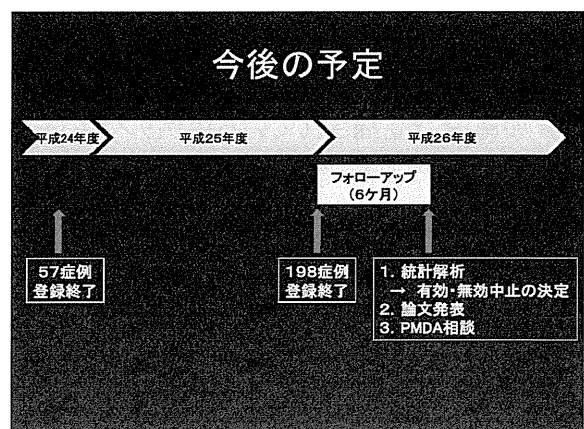 今後の予定
平成24年度
平成25年度
平成26年度
フォローアップ
(6ケ月)
57症例
登録終了
198症例
登録終了
1. 統計解析
→ 有効・無効中止の決定
2. 論文発表
3. PMDA相談